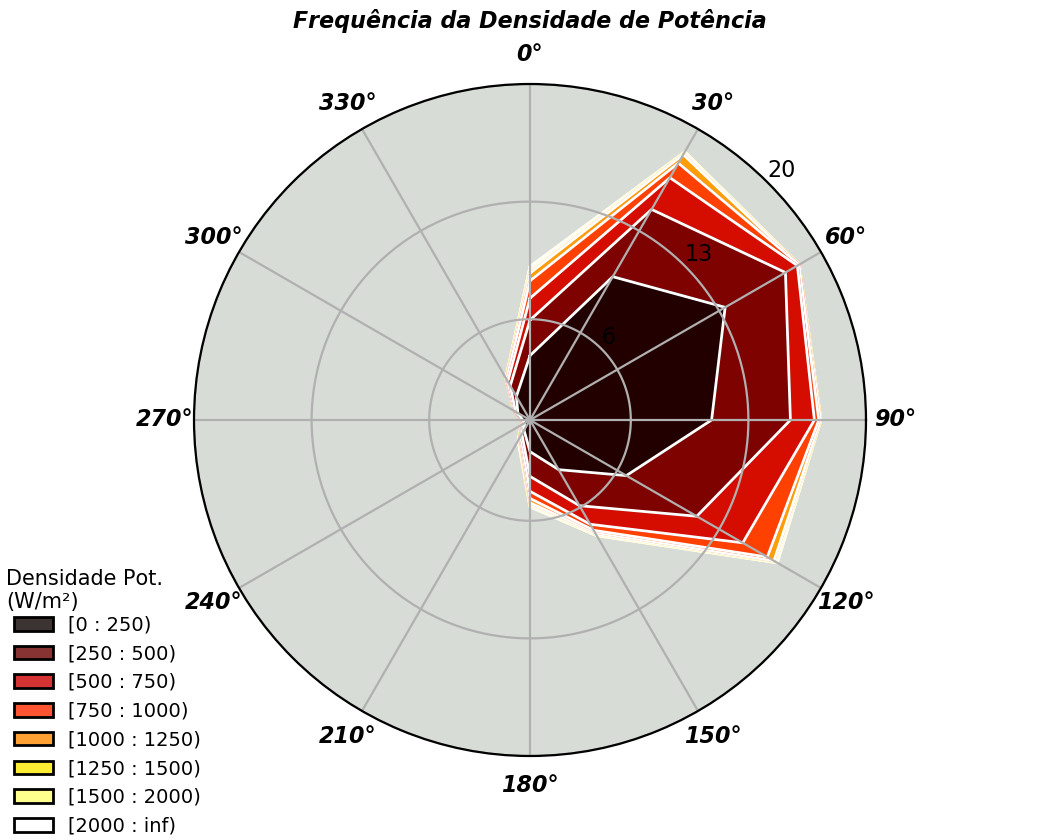 Frequência da Densidade de Potência
0°
330°
30°
20
300°
60°
13
6
270°
90°
240°
120°
210°
150°
180°
Densidade Pot.
(W/m²)
[0 : 250)
[250 : 500)
[500 : 750)
[750 : 1000)
[1000 : 1250)
[1250 : 1500)
[1500 : 2000)
[2000 : inf)